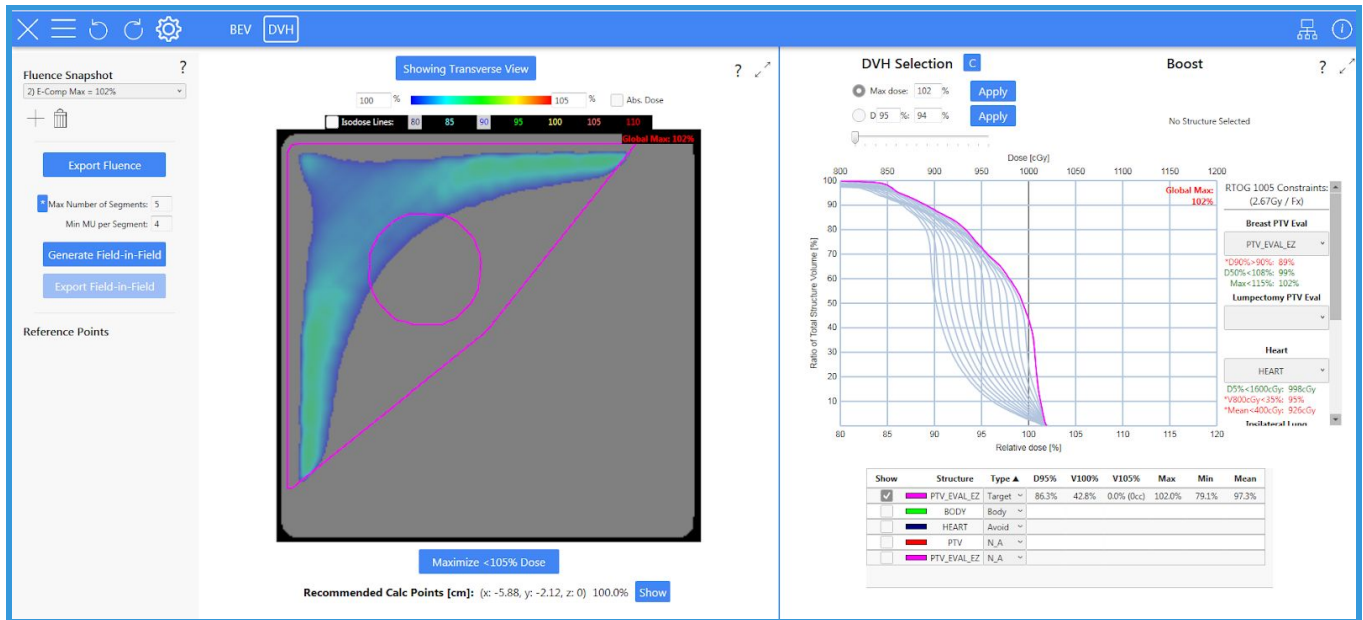 BEV DVH
Fluence Snapshot ?
2) E-Comp Max = 102%
Export Fluence
* Max Number of Segments: 5
Min MU per Segment: 4
Generate Field-in-Field
Export Field-in-Field
Reference Points
Showing Transverse View ?
100 % 105 % Abs. Dose
Isodose Lines: 80 85 90 95 100 105 110
Global Max: 102%
Maximize <105% Dose
Recommended Calc Points [cm]: (x: -5.88, y: -2.12, z: 0) 100.0% Show
DVH Selection C Boost ?
Max dose: 102 % Apply
D 95 %: 94 % Apply
No Structure Selected
Dose [cGy]
800 850 900 950 1000 1050 1100 1150 1200
Ratio of Total Structure Volume [%]
100
90
80
70
60
50
40
30
20
10
Global Max:
102%
80 85 90 95 100 105 110 115 120
Relative dose [%]
RTOG 1005 Constraints:
(2.67Gy / Fx)
Breast PTV Eval
PTV_EVAL_EZ
*D90%>90%: 89%
D50%<108%: 99%
Max<115%: 102%
Lumpectomy PTV Eval
Heart
HEART
D5%<1600cGy: 998cGy
*V800cGy<35%: 95%
*Mean<400cGy: 926cGy
Ipsilateral Lung
Show Structure Type ▲ D95% V100% V105% Max Min Mean
PTV_EVAL_EZ Target 86.3% 42.8% 0.0% (0cc) 102.0% 79.1% 97.3%
BODY Body
HEART Avoid
PTV N_A
PTV_EVAL_EZ N_A